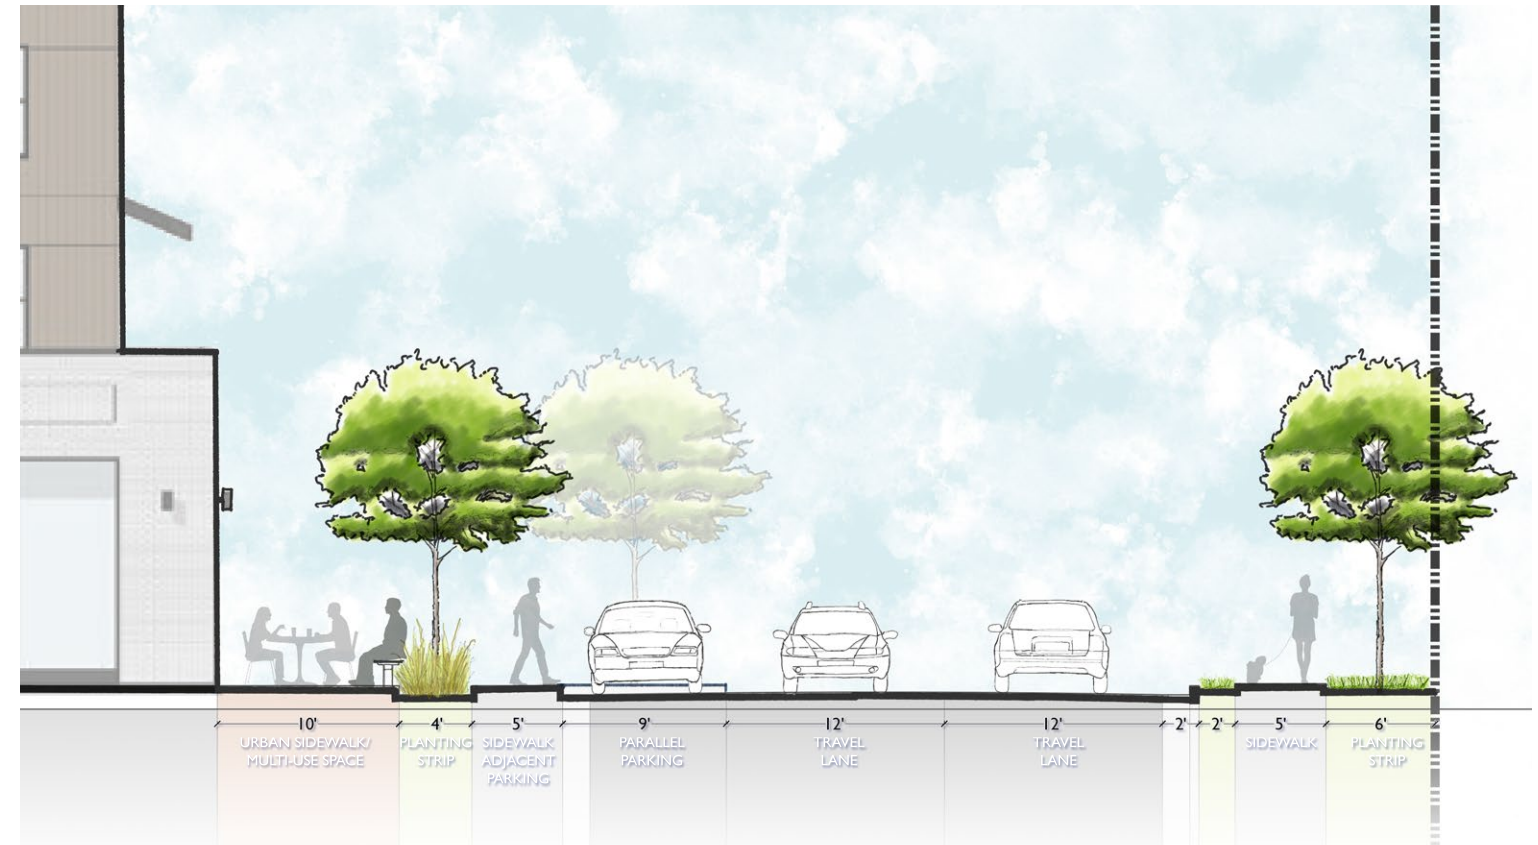 10' 4' 5' 9' 12' 12' 2' 2' 5' 6'
URBAN SIDEWALK/
MULTI-USE SPACE
PLANTING
STRIP
SIDEWALK
ADJACENT
PARKING
PARALLEL
PARKING
TRAVEL
LANE
TRAVEL
LANE
SIDEWALK
PLANTING
STRIP